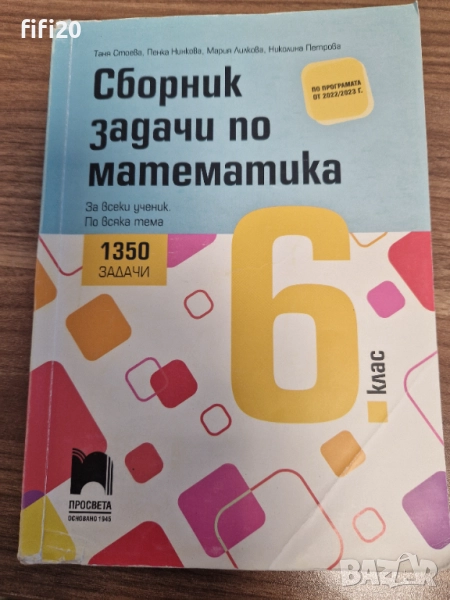 fifi20
Таня Стоева, Пенка Нинкова, Мария Лилкова, Николина Петрова
Сборник
задачи по
математика
ПО ПРОГРАМАТА
ОТ 2022/2023 Г.
За всеки ученик.
По всяка тема
1350
ЗАДАЧИ
6.
клас
ПРОСВЕТА
ОСНОВАНО 1945
BAZAR